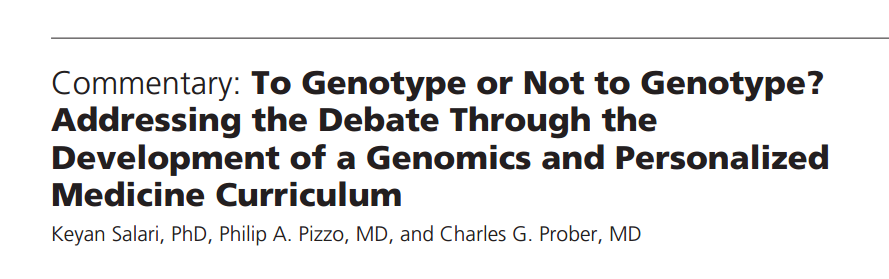 Commentary: To Genotype or Not to Genotype?
Addressing the Debate Through the
Development of a Genomics and Personalized
Medicine Curriculum
Keyan Salari, PhD, Philip A. Pizzo, MD, and Charles G. Prober, MD